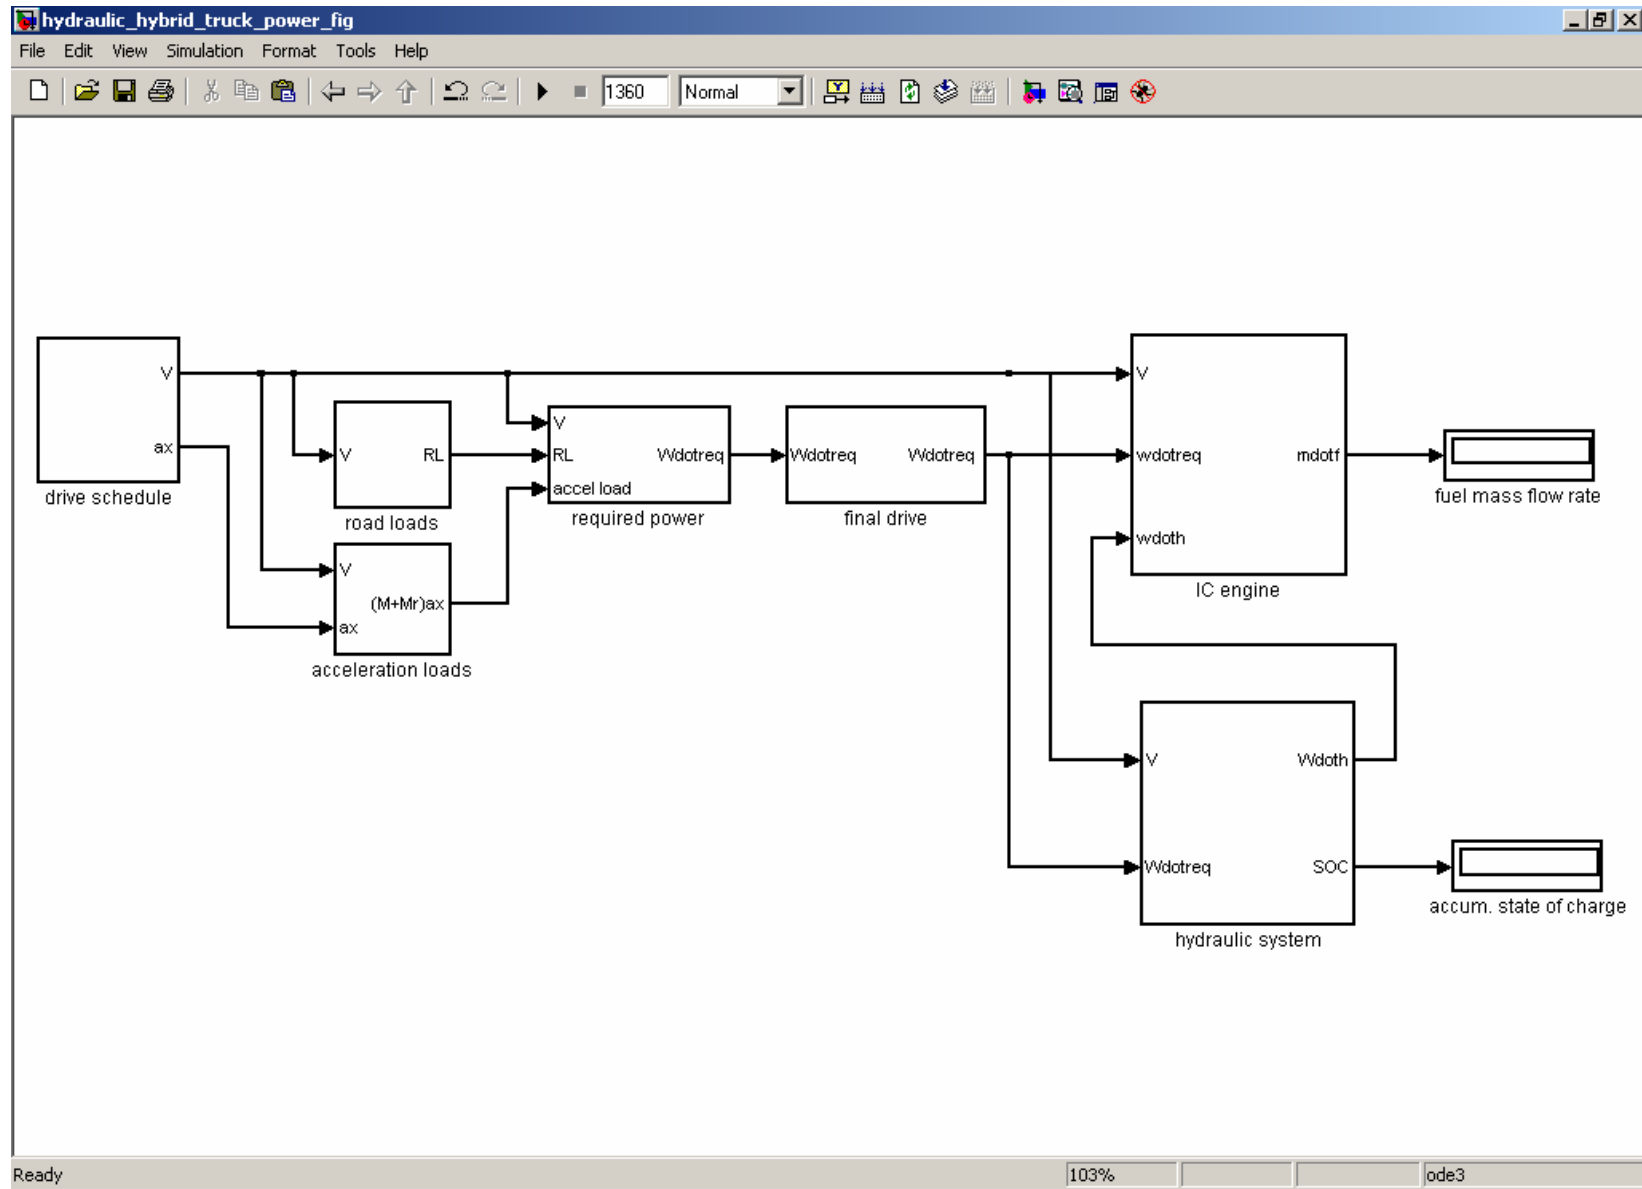 hydraulic_hybrid_truck_power_fig
File Edit View Simulation Format Tools Help
1360 Normal
V
ax
drive schedule
V RL
road loads
V
(M+Mr)ax
ax
acceleration loads
V
RL Wdotreq
accel load
required power
Wdotreq Wdotreq
final drive
V
wdotreq mdotf
wdoth
IC engine
fuel mass flow rate
V Wdoth
Wdotreq SOC
hydraulic system
accum. state of charge
Ready 103% ode3